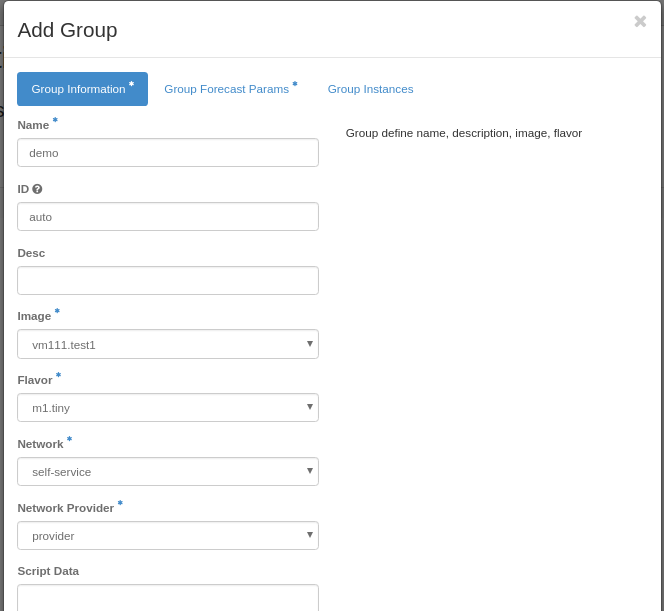 Add Group
Group Information *
Group Forecast Params *
Group Instances
Name *
demo
Group define name, description, image, flavor
ID
auto
Desc
Image *
vm111.test1
Flavor *
m1.tiny
Network *
self-service
Network Provider *
provider
Script Data